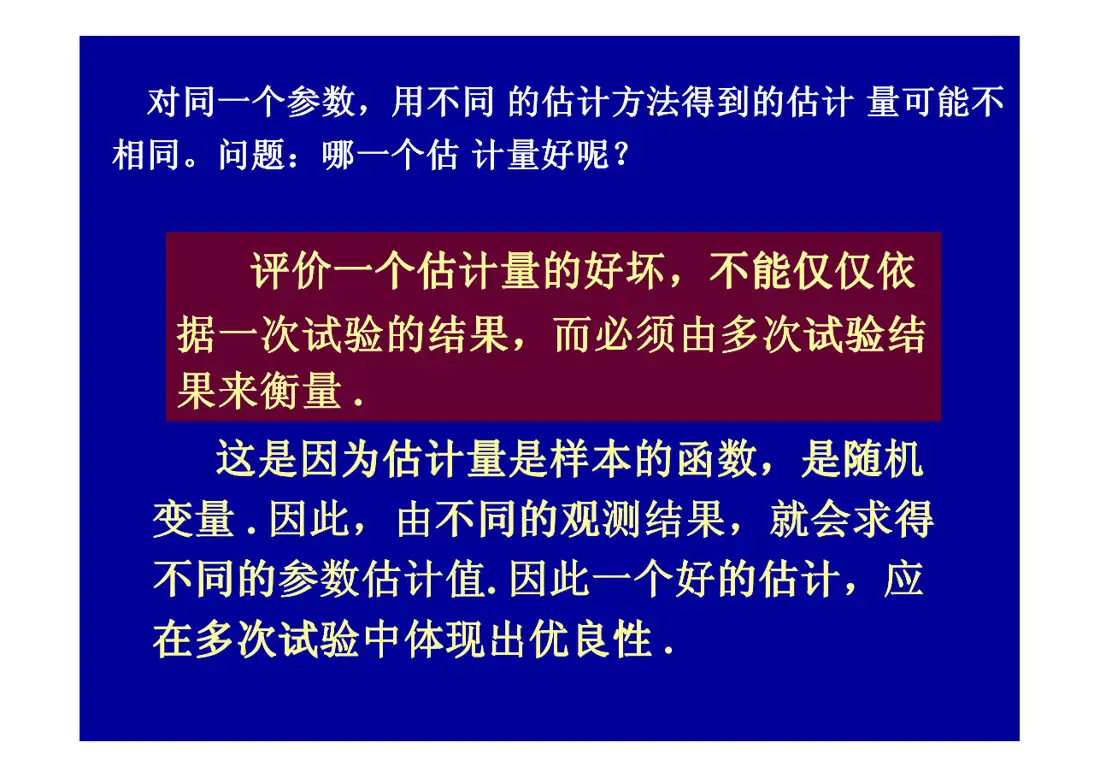 对同一个参数，用不同 的估计方法得到的估计 量可能不
相同。问题：哪一个估 计量好呢？
评价一个估计量的好坏，不能仅仅依
据一次试验的结果，而必须由多次试验结
果来衡量 .
这是因为估计量是样本的函数，是随机
变量 . 因此，由不同的观测结果，就会求得
不同的参数估计值. 因此一个好的估计，应
在多次试验中体现出优良性 .